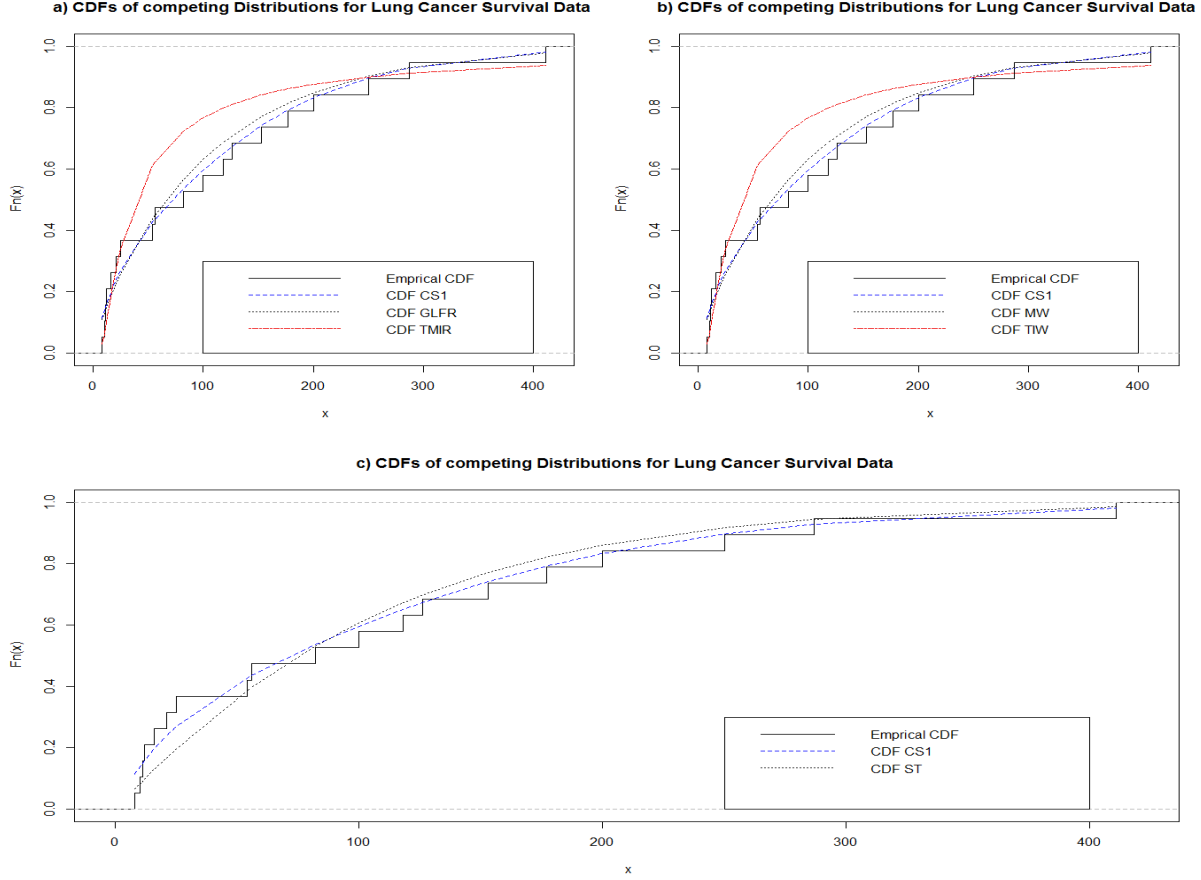 a) CDFs of competing Distributions for Lung Cancer Survival Data
Fn(x)
0.0 0.2 0.4 0.6 0.8 1.0
Emprical CDF
CDF CS1
CDF GLFR
CDF TMIR
0 100 200 300 400
x
b) CDFs of competing Distributions for Lung Cancer Survival Data
Fn(x)
0.0 0.2 0.4 0.6 0.8 1.0
Emprical CDF
CDF CS1
CDF MW
CDF TIW
0 100 200 300 400
x
c) CDFs of competing Distributions for Lung Cancer Survival Data
Fn(x)
0.0 0.2 0.4 0.6 0.8 1.0
Emprical CDF
CDF CS1
CDF ST
0 100 200 300 400
x